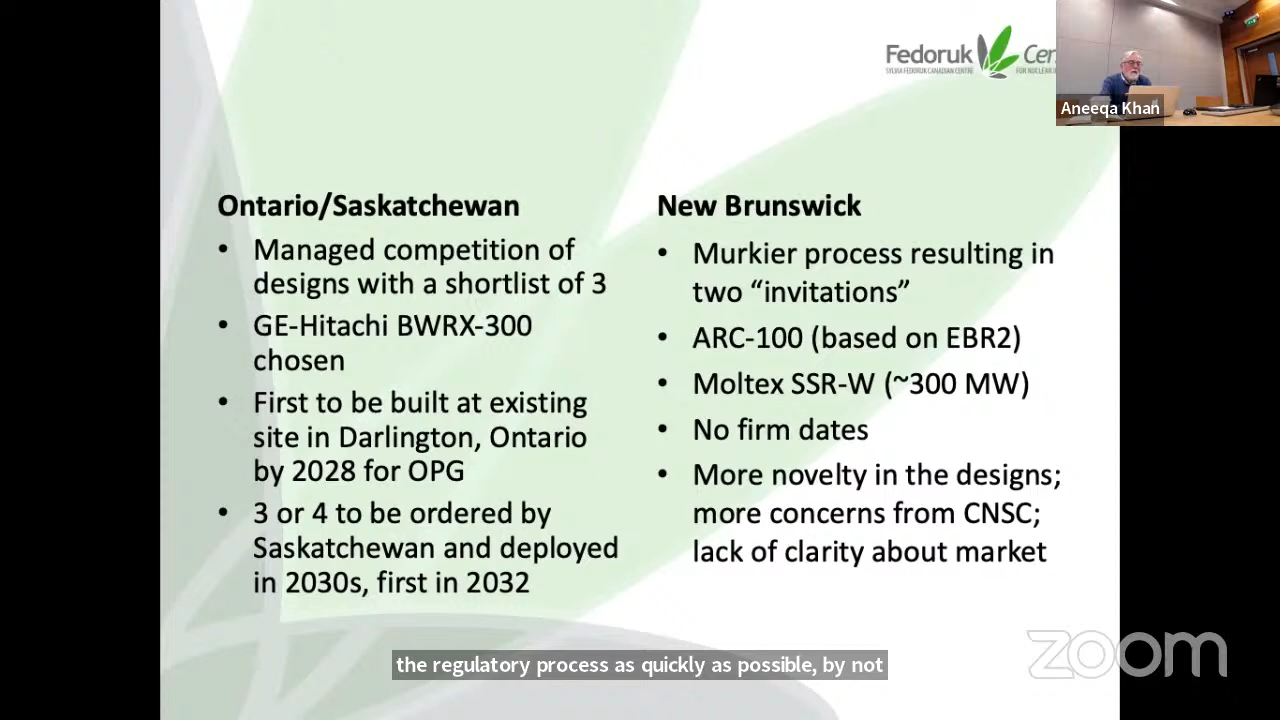 Fedoruk
SYLVIA FEDORUK CANADIAN CENTRE
Aneeqa Khan
Ontario/Saskatchewan
• Managed competition of
designs with a shortlist of 3
• GE-Hitachi BWRX-300
chosen
• First to be built at existing
site in Darlington, Ontario
by 2028 for OPG
• 3 or 4 to be ordered by
Saskatchewan and deployed
in 2030s, first in 2032
New Brunswick
• Murkier process resulting in
two “invitations”
• ARC-100 (based on EBR2)
• Moltex SSR-W (~300 MW)
• No firm dates
• More novelty in the designs;
more concerns from CNSC;
lack of clarity about market
the regulatory process as quickly as possible, by not
zoom